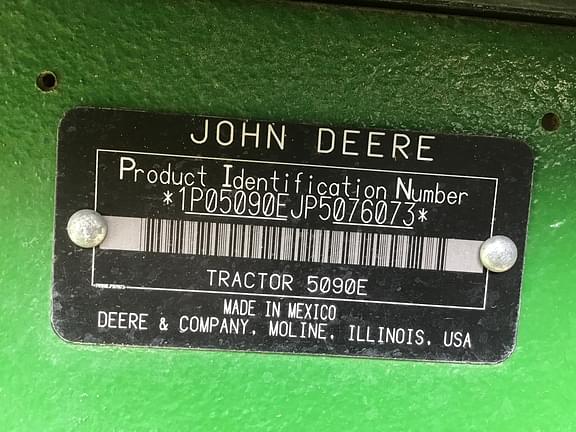 JOHN DEERE
Product Identification Number
*1P05090EJP5076073*
TRACTOR 5090E
MADE IN MEXICO
DEERE & COMPANY, MOLINE, ILLINOIS, USA